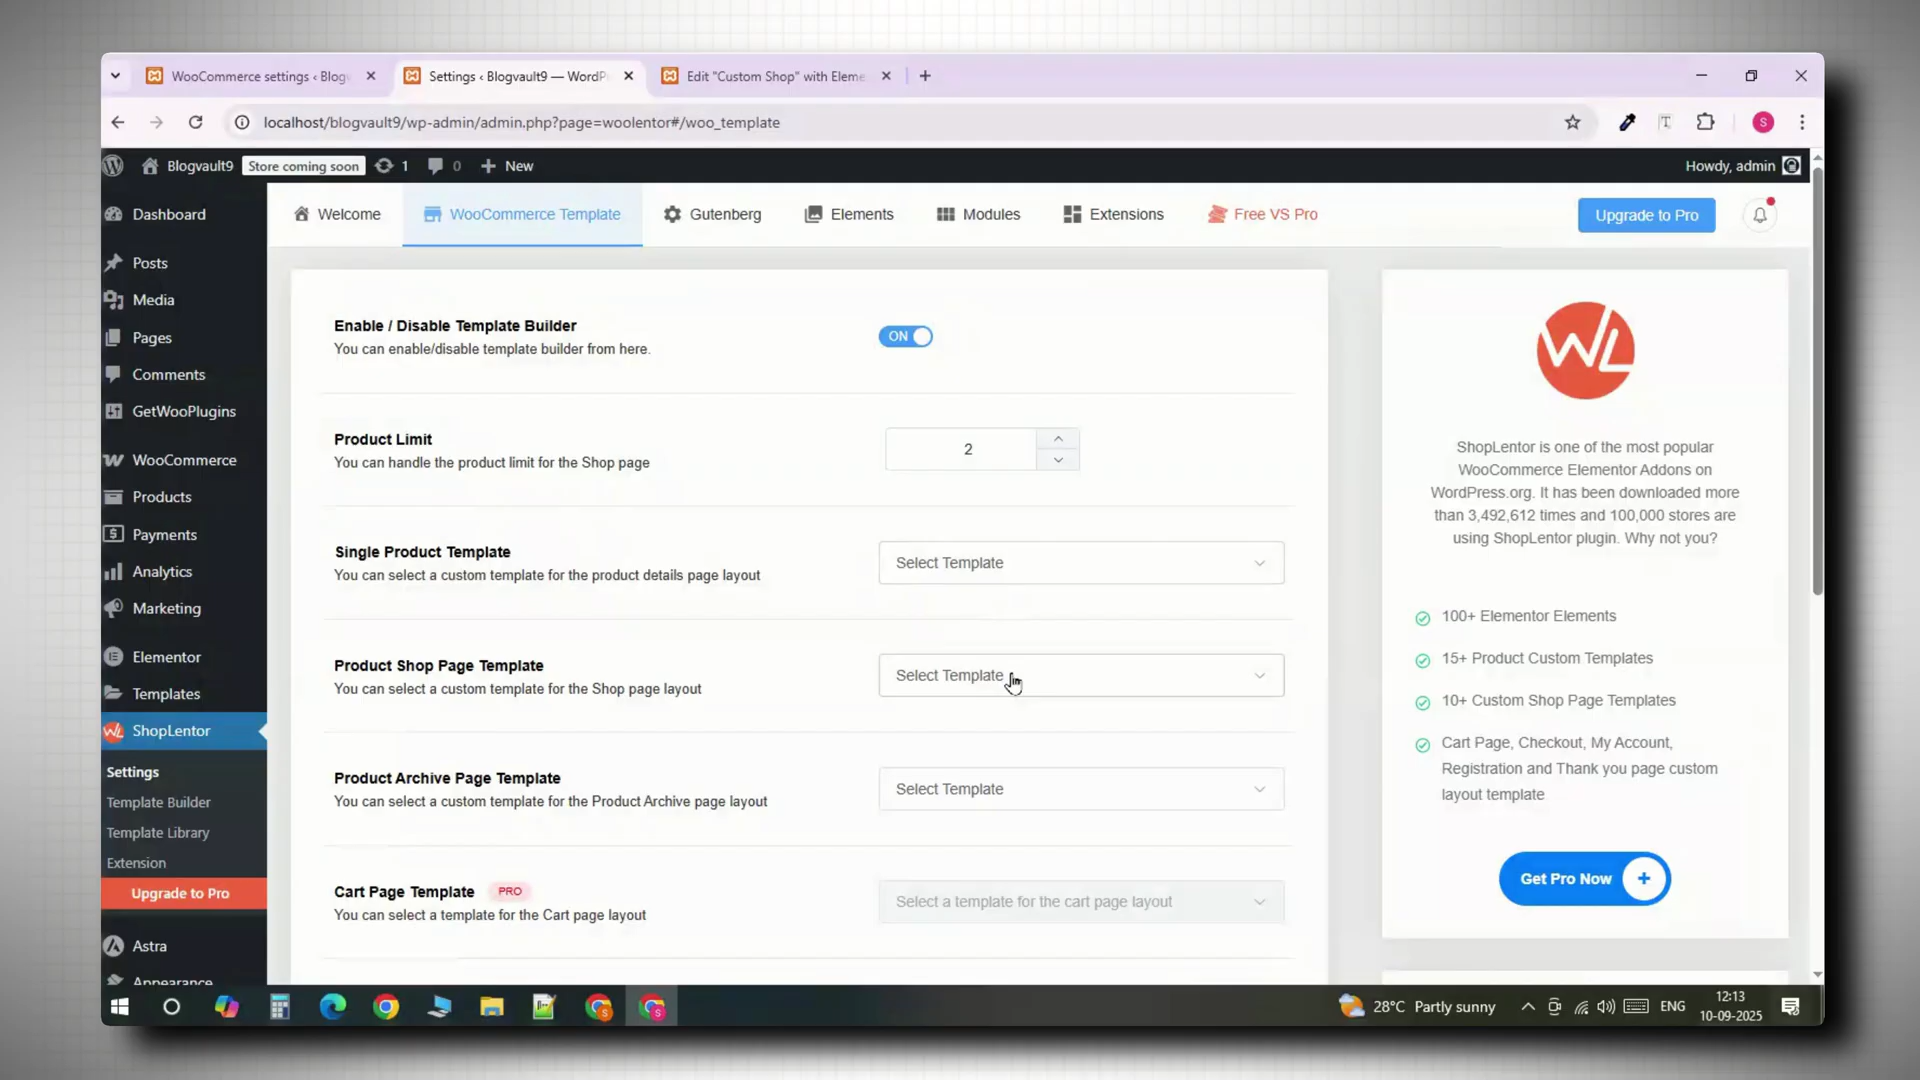 WooCommerce settings ‹ Blogv
Settings ‹ Blogvault9 — WordP
Edit "Custom Shop" with Eleme
localhost/blogvault9/wp-admin/admin.php?page=woolentor#/woo_template
T
S
Blogvault9
Store coming soon
1
0
New
Howdy, admin
Dashboard
Posts
Media
Pages
Comments
GetWooPlugins
WooCommerce
Products
Payments
Analytics
Marketing
Elementor
Templates
ShopLentor
Settings
Template Builder
Template Library
Extension
Upgrade to Pro
Astra
Appearance
Welcome
WooCommerce Template
Gutenberg
Elements
Modules
Extensions
Free VS Pro
Upgrade to Pro
Enable / Disable Template Builder
You can enable/disable template builder from here.
ON
Product Limit
You can handle the product limit for the Shop page
2
Single Product Template
You can select a custom template for the product details page layout
Select Template
Product Shop Page Template
You can select a custom template for the Shop page layout
Select Template
Product Archive Page Template
You can select a custom template for the Product Archive page layout
Select Template
Cart Page Template PRO
You can select a template for the Cart page layout
Select a template for the cart page layout
WL
ShopLentor is one of the most popular
WooCommerce Elementor Addons on
WordPress.org. It has been downloaded more
than 3,492,612 times and 100,000 stores are
using ShopLentor plugin. Why not you?
100+ Elementor Elements
15+ Product Custom Templates
10+ Custom Shop Page Templates
Cart Page, Checkout, My Account,
Registration and Thank you page custom
layout template
Get Pro Now +
28°C Partly sunny
ENG
12:13
10-09-2025